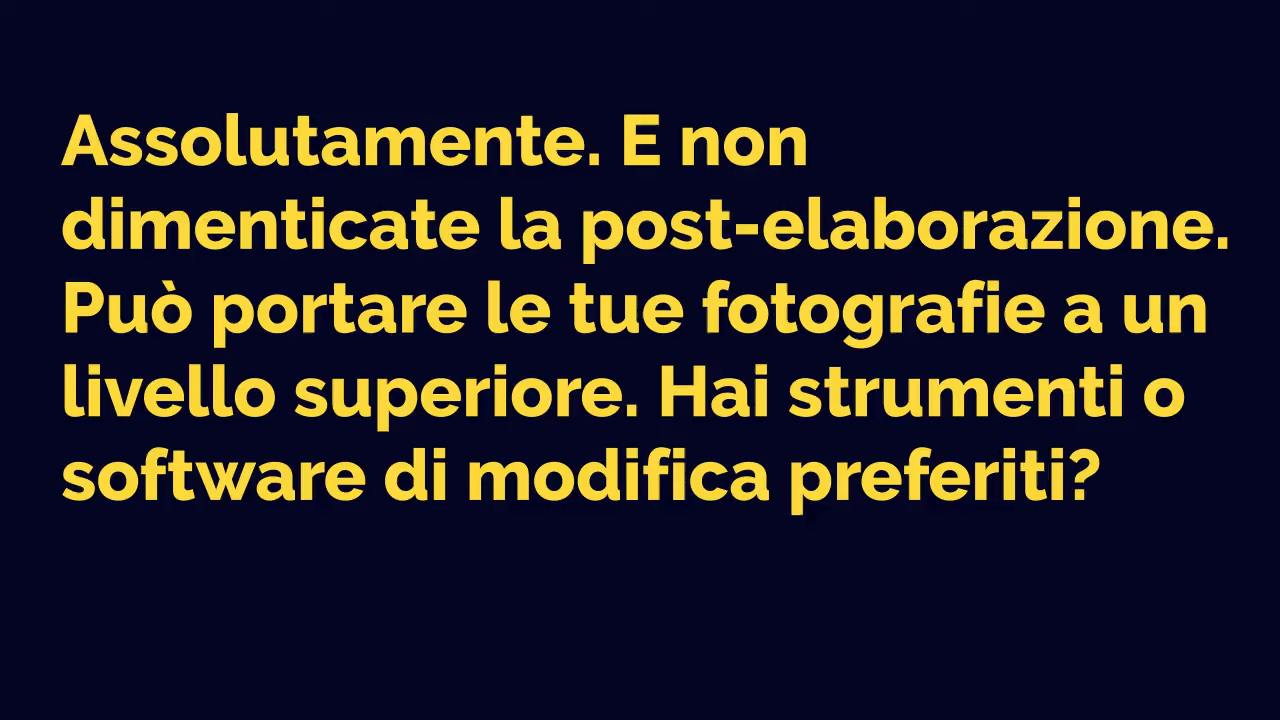 Assolutamente. E non
dimenticate la post-elaborazione.
Può portare le tue fotografie a un
livello superiore. Hai strumenti o
software di modifica preferiti?